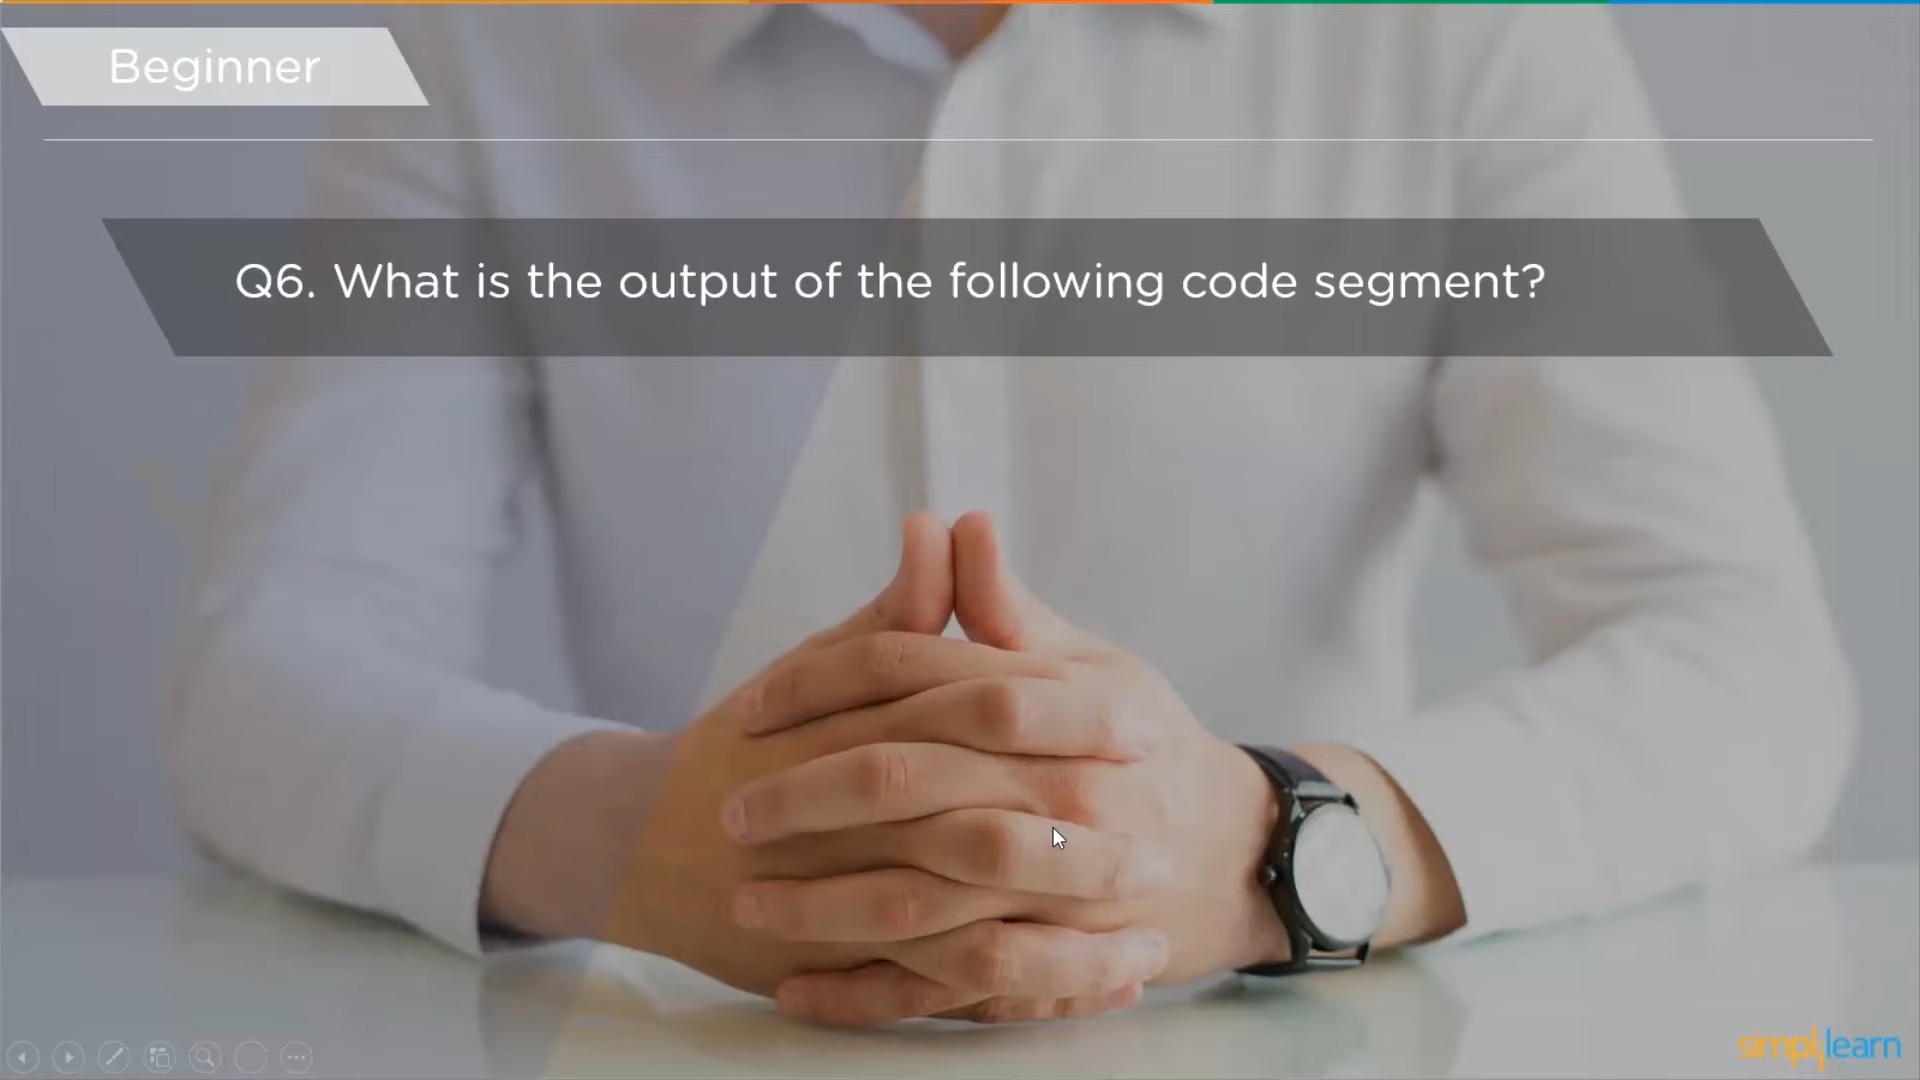 Beginner
Q6. What is the output of the following code segment?
simplilearn